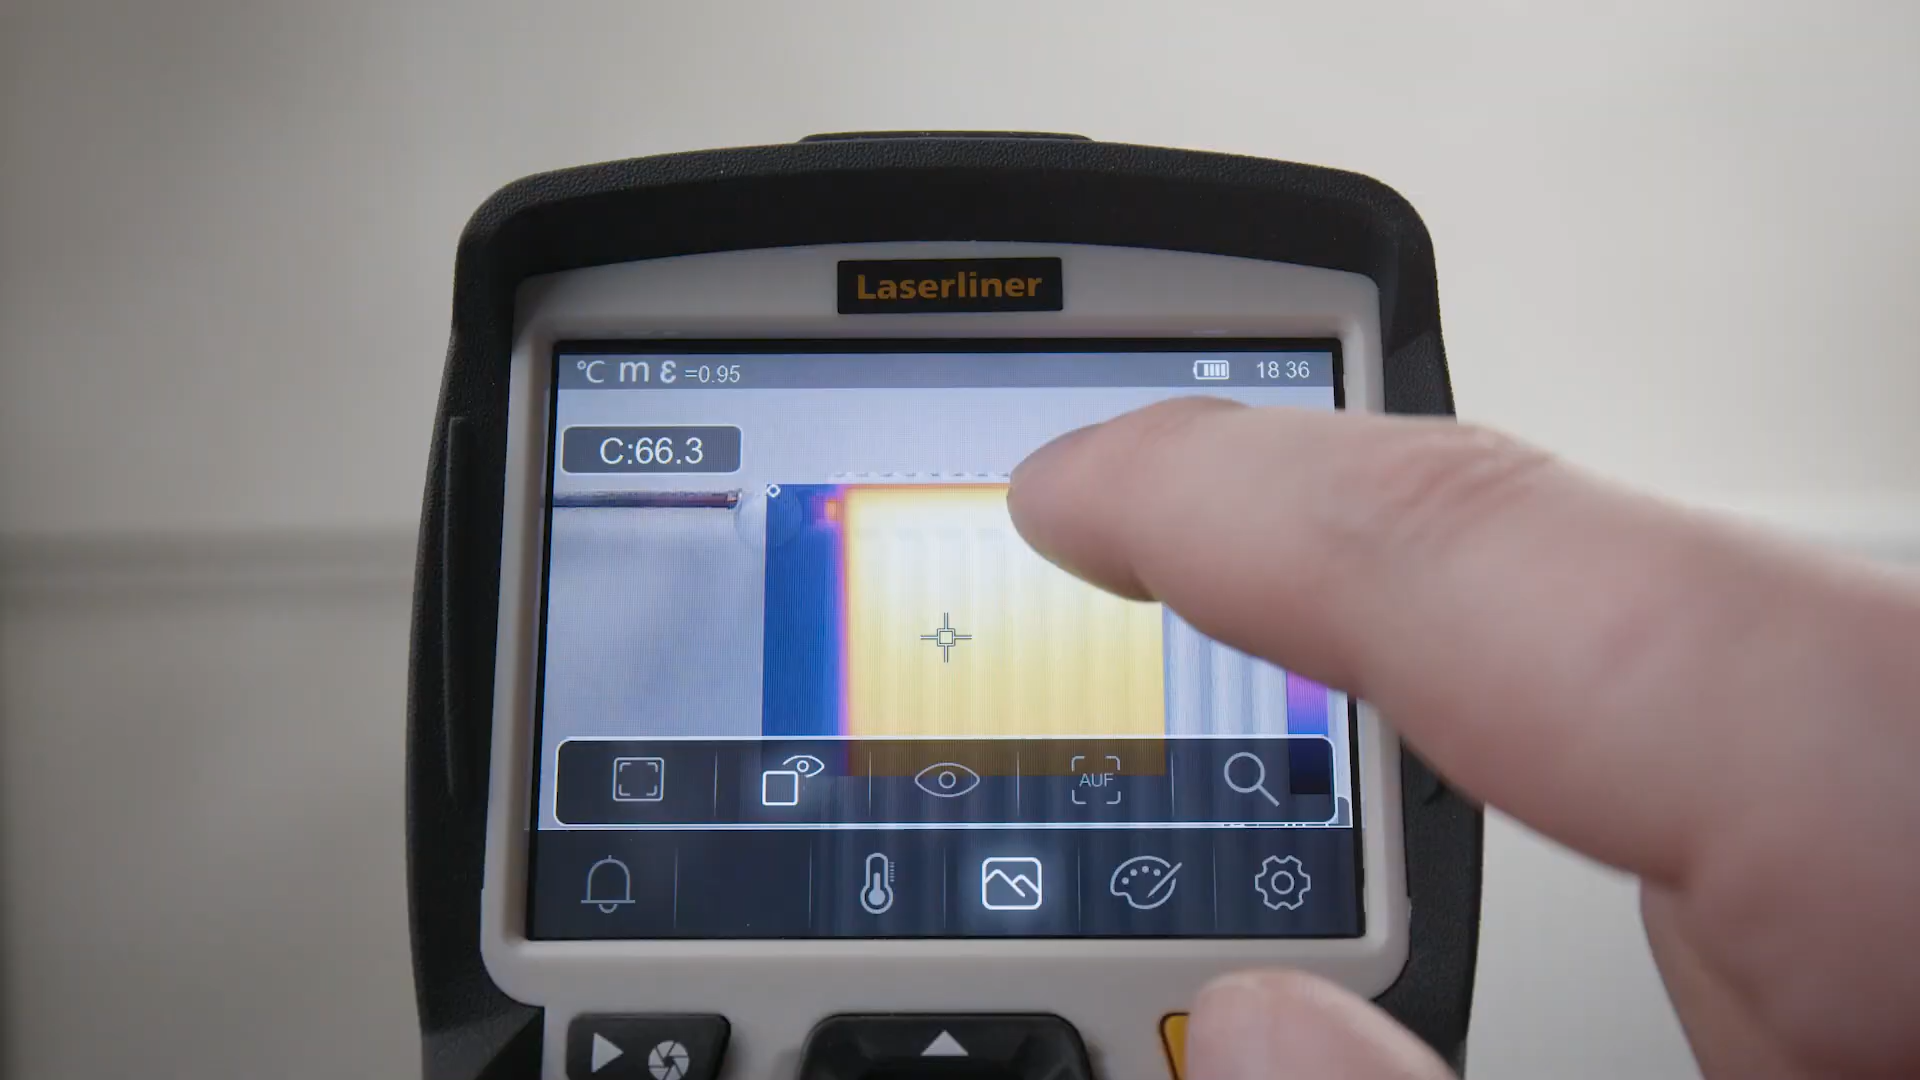 Laserliner
℃ m ε =0.95
18 36
C:66.3
AUF